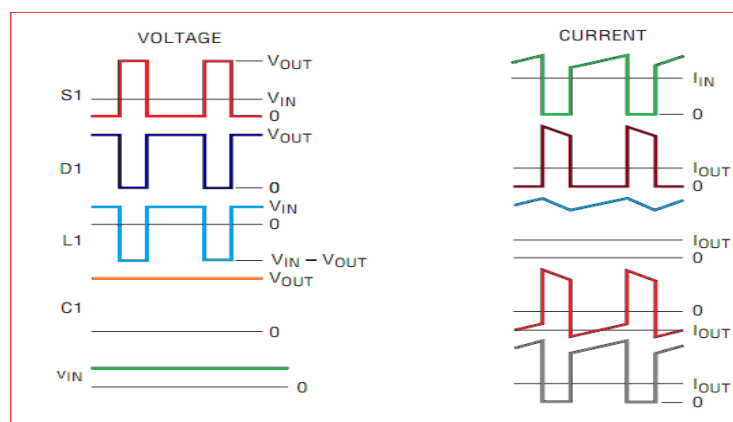 VOLTAGE
CURRENT
S1
VOUT
VIN
0
D1
VOUT
0
L1
VIN
0
VIN – VOUT
C1
VOUT
0
VIN
0
IIN
0
IOUT
0
IOUT
0
0
IOUT
IOUT
0